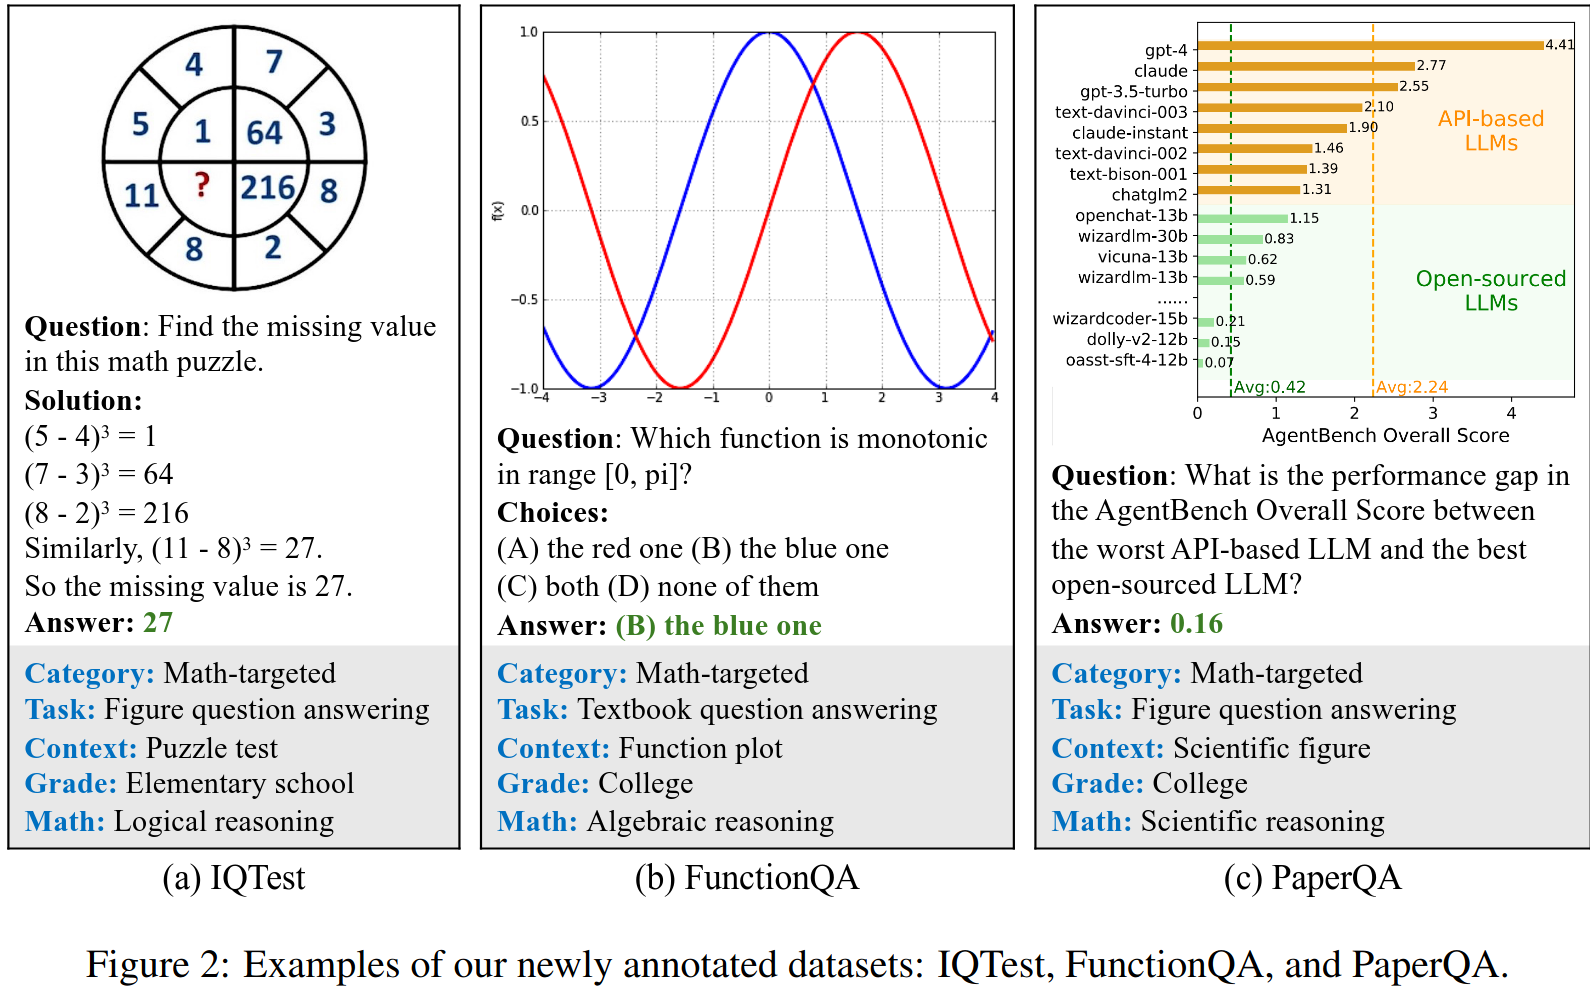 4
7
5
1
64
3
11
?
216
8
8
2
Question: Find the missing value
in this math puzzle.
Solution:
(5 - 4)³ = 1
(7 - 3)³ = 64
(8 - 2)³ = 216
Similarly, (11 - 8)³ = 27.
So the missing value is 27.
Answer: 27
Category: Math-targeted
Task: Figure question answering
Context: Puzzle test
Grade: Elementary school
Math: Logical reasoning
(a) IQTest
1.0
0.5
0.0
−0.5
−1.0
f(x)
−4 −3 −2 −1 0 1 2 3 4
Question: Which function is monotonic
in range [0, pi]?
Choices:
(A) the red one (B) the blue one
(C) both (D) none of them
Answer: (B) the blue one
Category: Math-targeted
Task: Textbook question answering
Context: Function plot
Grade: College
Math: Algebraic reasoning
(b) FunctionQA
gpt-4 4.41
claude 2.77
gpt-3.5-turbo 2.55
text-davinci-003 2.10
claude-instant 1.90
text-davinci-002 1.46
text-bison-001 1.39
chatglm2 1.31
API-based
LLMs
openchat-13b 1.15
wizardlm-30b 0.83
vicuna-13b 0.62
wizardlm-13b 0.59
......
wizardcoder-15b 0.21
dolly-v2-12b 0.15
oasst-sft-4-12b 0.07
Open-sourced
LLMs
Avg:0.42 Avg:2.24
0 1 2 3 4
AgentBench Overall Score
Question: What is the performance gap in
the AgentBench Overall Score between
the worst API-based LLM and the best
open-sourced LLM?
Answer: 0.16
Category: Math-targeted
Task: Figure question answering
Context: Scientific figure
Grade: College
Math: Scientific reasoning
(c) PaperQA
Figure 2: Examples of our newly annotated datasets: IQTest, FunctionQA, and PaperQA.